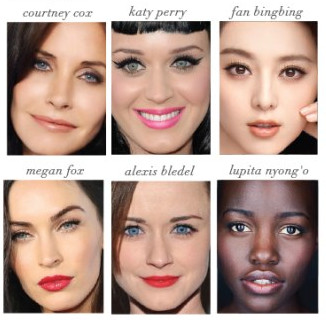 courtney cox
katy perry
fan bingbing
megan fox
alexis bledel
lupita nyong'o